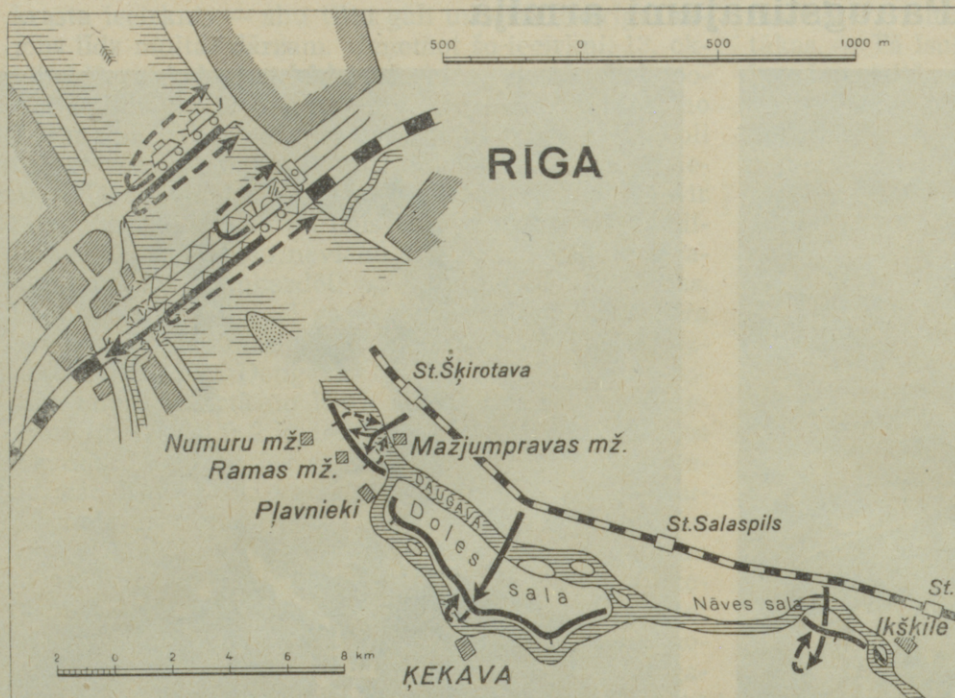 500 0 500 1000 m
RĪGA
St.Šķirotava
Numuru mž.
Mazjumpravas mž.
Ramas mž.
Pļavnieki
DAUGAVA
Doles
sala
St.Salaspils
Nāves sala
St.
Ikšķile
2 0 2 4 6 8 km
ĶEKAVA